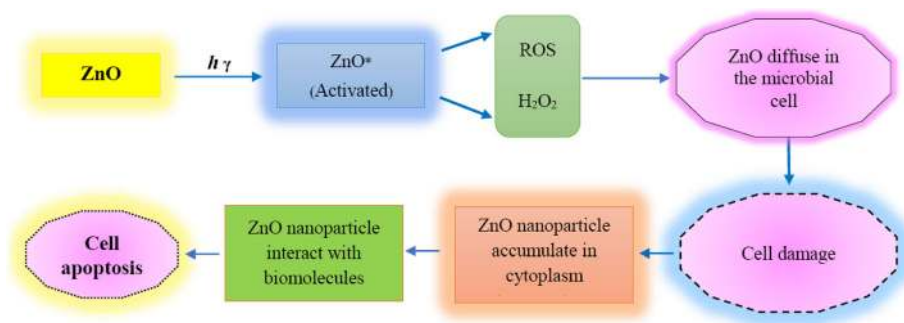 ZnO
h γ
ZnO*
(Activated)
ROS
H₂O₂
ZnO diffuse in
the microbial
cell
Cell damage
ZnO nanoparticle
accumulate in
cytoplasm
ZnO nanoparticle
interact with
biomolecules
Cell
apoptosis